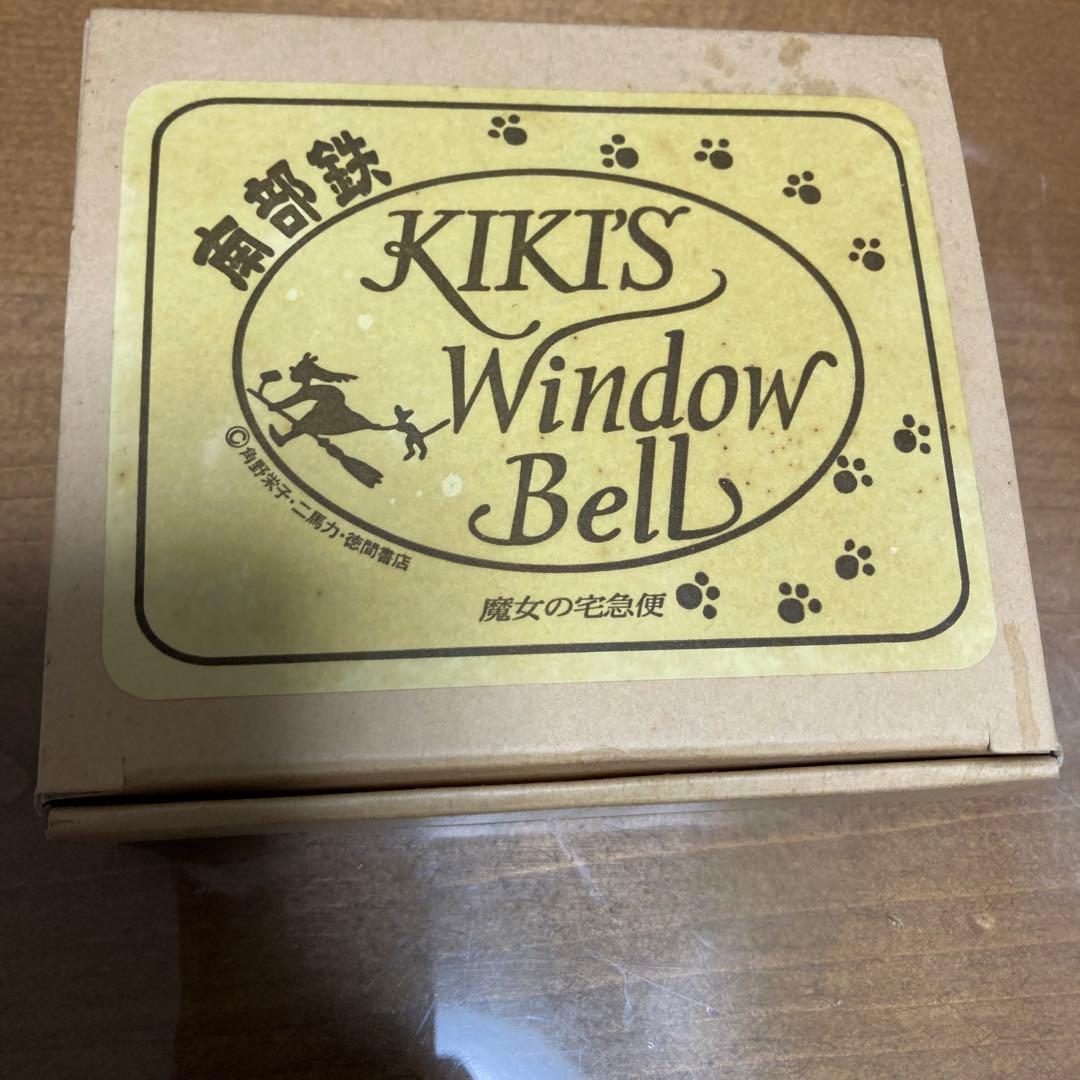 南部鉄
KIKI'S
Window
Bell
©角野栄子・二馬力・徳間書店
魔女の宅急便